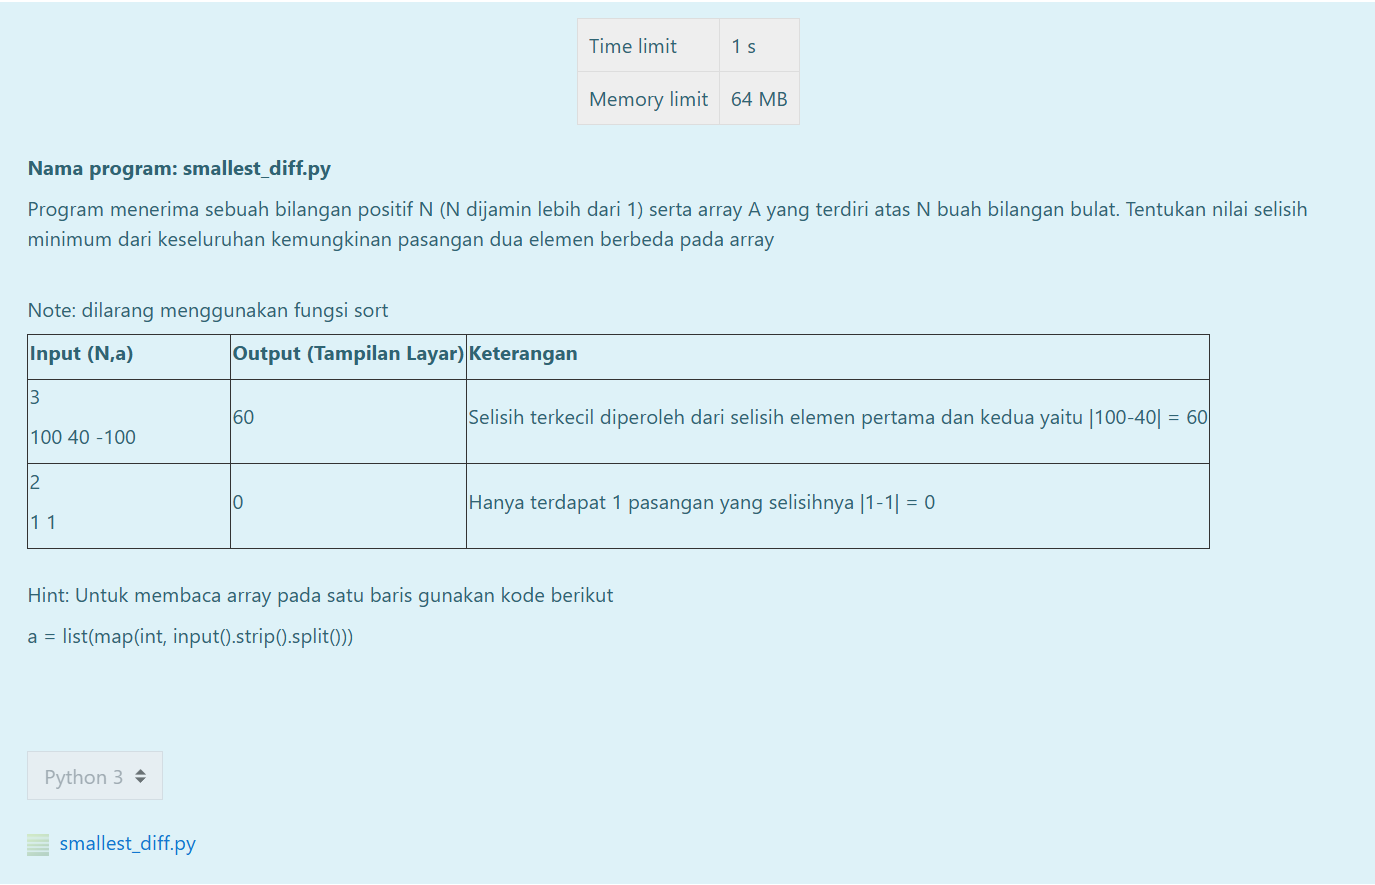 Time limit 1 s
Memory limit 64 MB
Nama program: smallest_diff.py
Program menerima sebuah bilangan positif N (N dijamin lebih dari 1) serta array A yang terdiri atas N buah bilangan bulat. Tentukan nilai selisih
minimum dari keseluruhan kemungkinan pasangan dua elemen berbeda pada array
Note: dilarang menggunakan fungsi sort
Input (N,a) Output (Tampilan Layar) Keterangan
3
100 40 -100
60
Selisih terkecil diperoleh dari selisih elemen pertama dan kedua yaitu |100-40| = 60
2
1 1
0
Hanya terdapat 1 pasangan yang selisihnya |1-1| = 0
Hint: Untuk membaca array pada satu baris gunakan kode berikut
a = list(map(int, input().strip().split()))
Python 3
smallest_diff.py